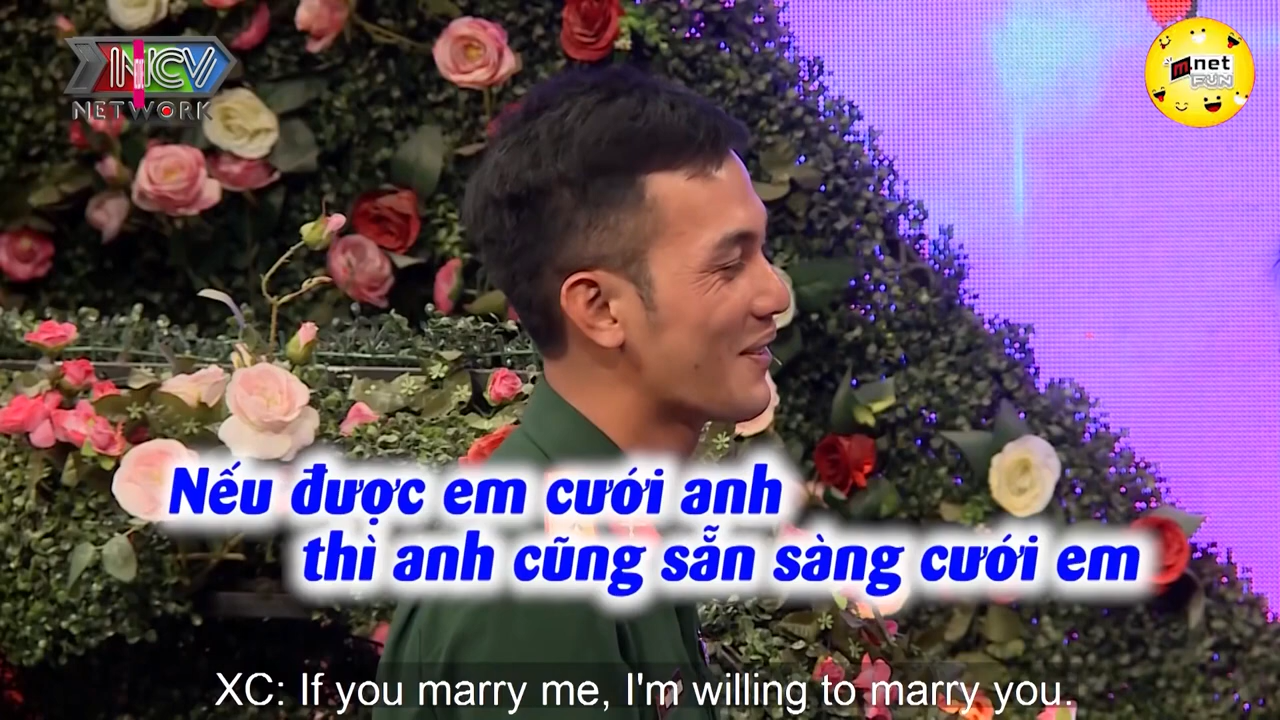 NCV
NETWORK
mnet
FUN
Nếu được em cưới anh
thì anh cũng sẵn sàng cưới em
XC: If you marry me, I'm willing to marry you.